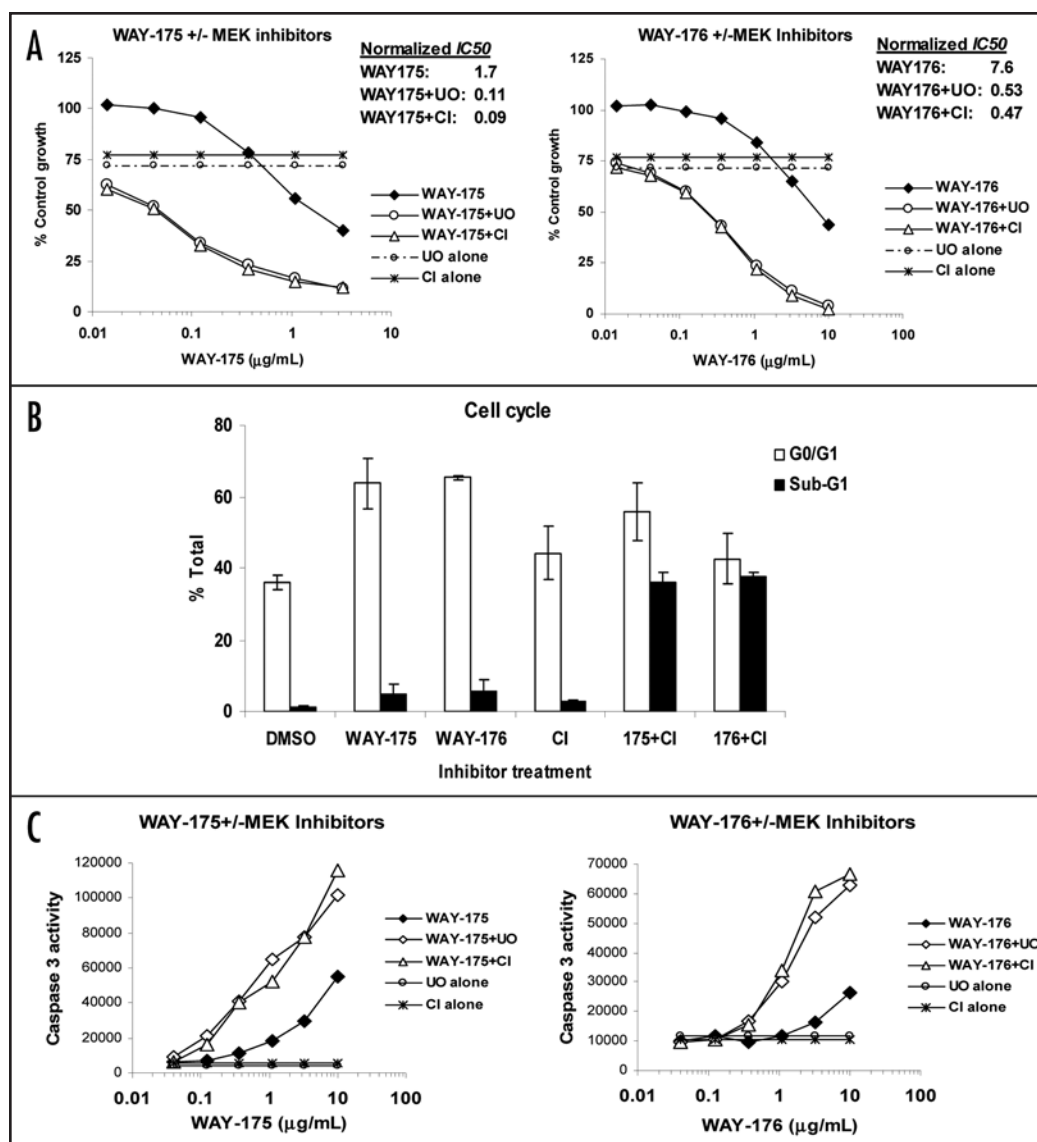 A
WAY-175 +/- MEK inhibitors
Normalized IC50
WAY175: 1.7
WAY175+UO: 0.11
WAY175+CI: 0.09
% Control growth
100
75
50
25
0
0.01 0.1 1 10
WAY-175 (µg/mL)
WAY-175
WAY-175+UO
WAY-175+CI
UO alone
CI alone
WAY-176 +/-MEK Inhibitors
Normalized IC50
WAY176: 7.6
WAY176+UO: 0.53
WAY176+CI: 0.47
% Control growth
125
100
75
50
25
0
0.01 0.1 1 10 100
WAY-176 (µg/mL)
WAY-176
WAY-176+UO
WAY-176+CI
UO alone
CI alone
B
Cell cycle
% Total
80
60
40
20
0
G0/G1
Sub-G1
DMSO WAY-175 WAY-176 CI 175+CI 176+CI
Inhibitor treatment
C
WAY-175+/-MEK Inhibitors
Caspase 3 activity
120000
100000
80000
60000
40000
20000
0
0.01 0.1 1 10 100
WAY-175 (µg/mL)
WAY-175
WAY-175+UO
WAY-175+CI
UO alone
CI alone
WAY-176+/-MEK Inhibitors
Caspase 3 activity
70000
60000
50000
40000
30000
20000
10000
0
0.01 0.1 1 10 100
WAY-176 (µg/mL)
WAY-176
WAY-176+UO
WAY-176+CI
UO alone
CI alone